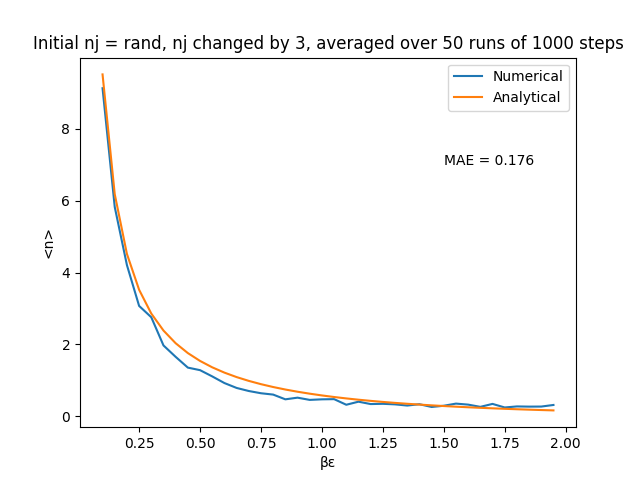 Initial nj = rand, nj changed by 3, averaged over 50 runs of 1000 steps
Numerical
Analytical
MAE = 0.176
<n>
8
6
4
2
0
0.25 0.50 0.75 1.00 1.25 1.50 1.75 2.00
βε